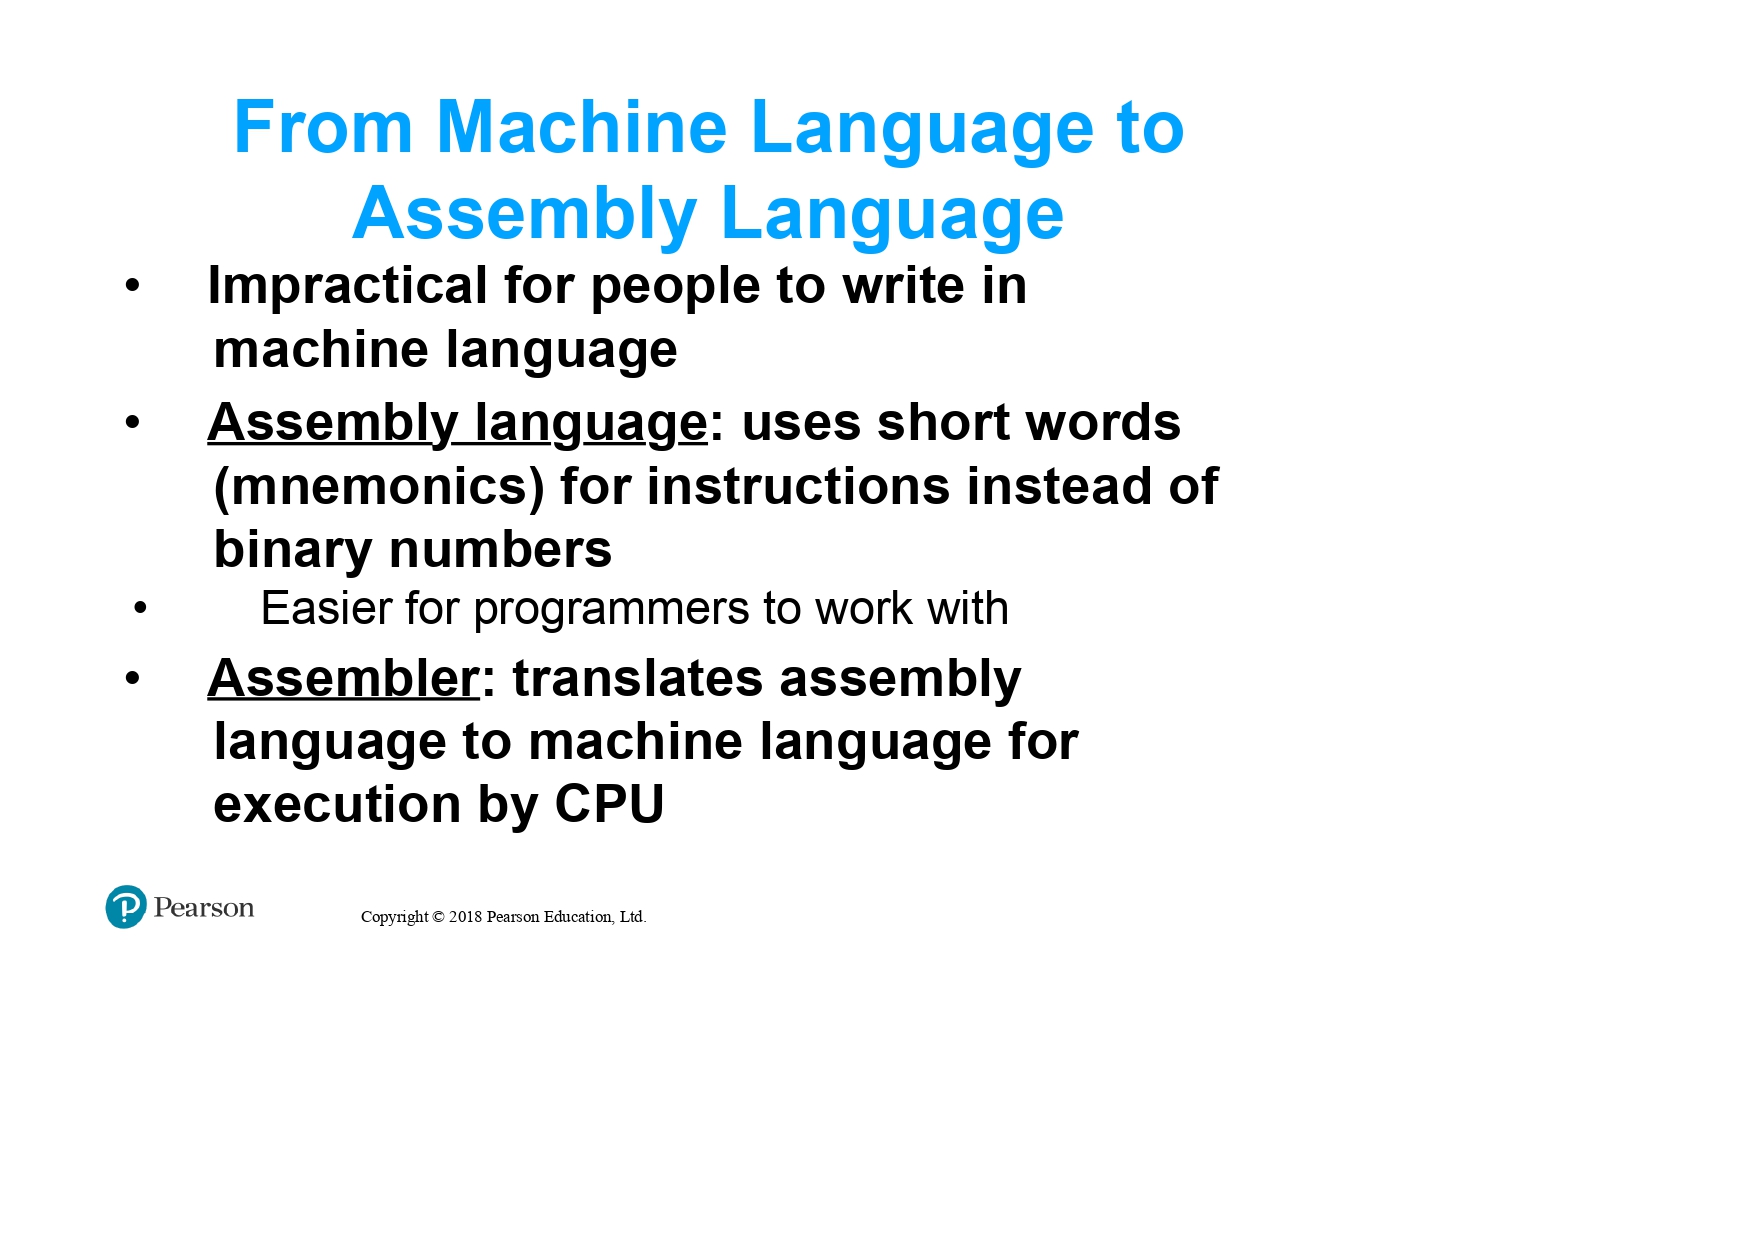 From Machine Language to
Assembly Language
• Impractical for people to write in
machine language
• Assembly language: uses short words
(mnemonics) for instructions instead of
binary numbers
• Easier for programmers to work with
• Assembler: translates assembly
language to machine language for
execution by CPU
Pearson
Copyright © 2018 Pearson Education, Ltd.